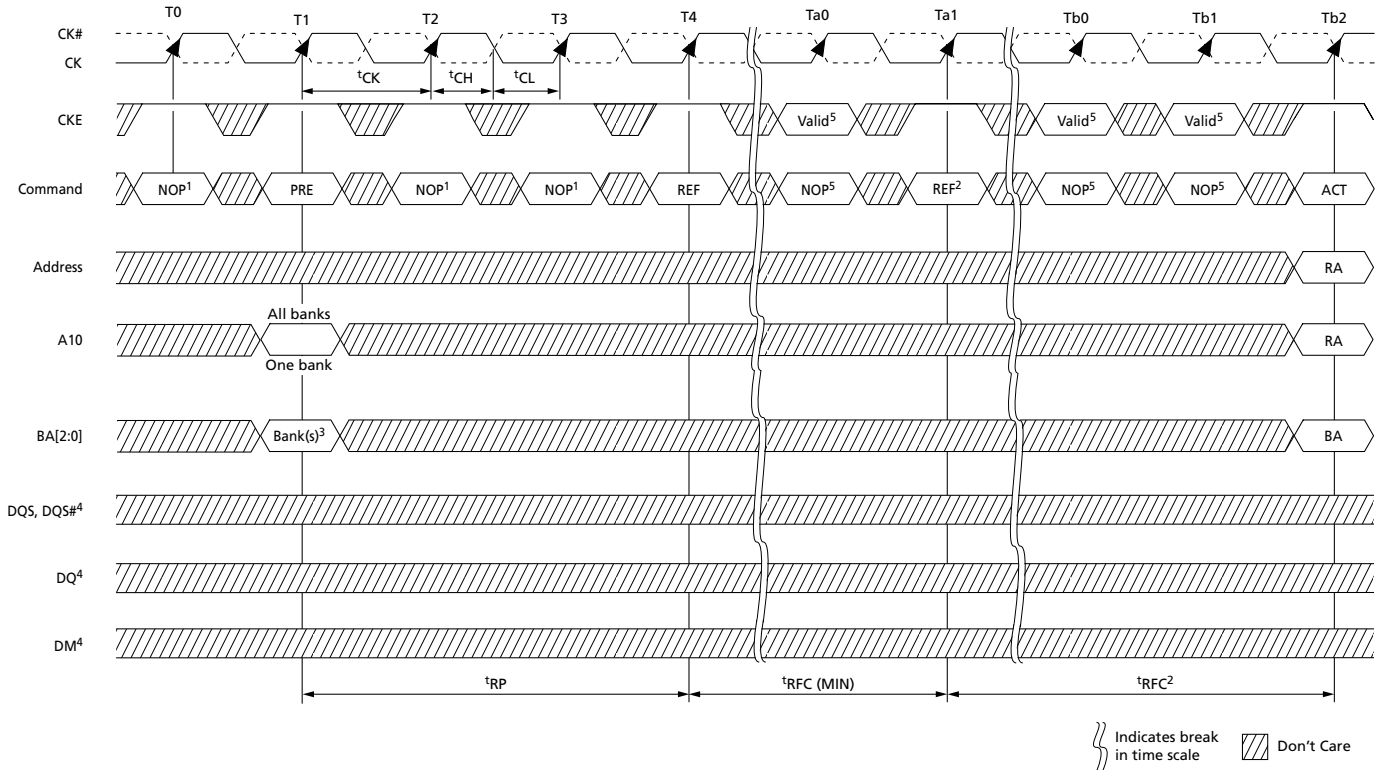 T0 T1 T2 T3 T4 Ta0 Ta1 Tb0 Tb1 Tb2
CK#
CK
tCK tCH tCL
CKE Valid5 Valid5 Valid5
Command NOP1 PRE NOP1 NOP1 REF NOP5 REF2 NOP5 NOP5 ACT
Address RA
All banks
A10 RA
One bank
BA[2:0] Bank(s)3 BA
DQS, DQS#4
DQ4
DM4
tRP tRFC (MIN) tRFC2
Indicates break
in time scale
Don't Care